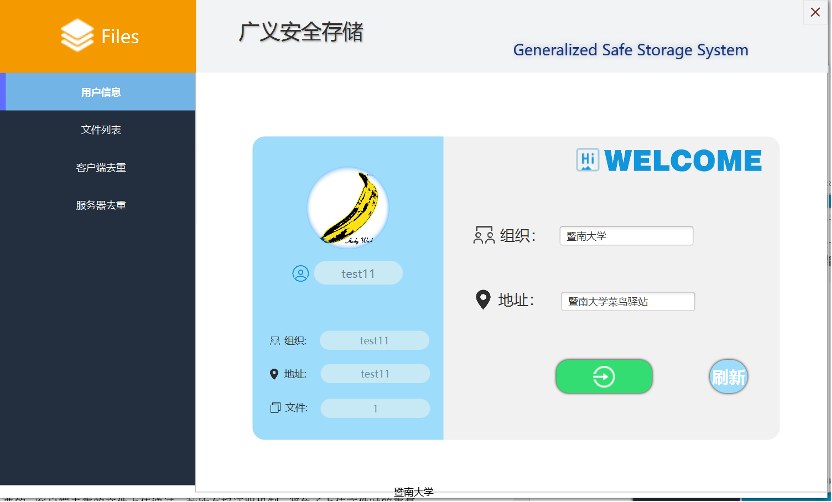 Files
广义安全存储
Generalized Safe Storage System
用户信息
文件列表
客户端去重
服务器去重
Hi WELCOME
test11
组织: test11
地址: test11
文件: 1
组织: 暨南大学
地址: 暨南大学菜鸟驿站
刷新
暨南大学